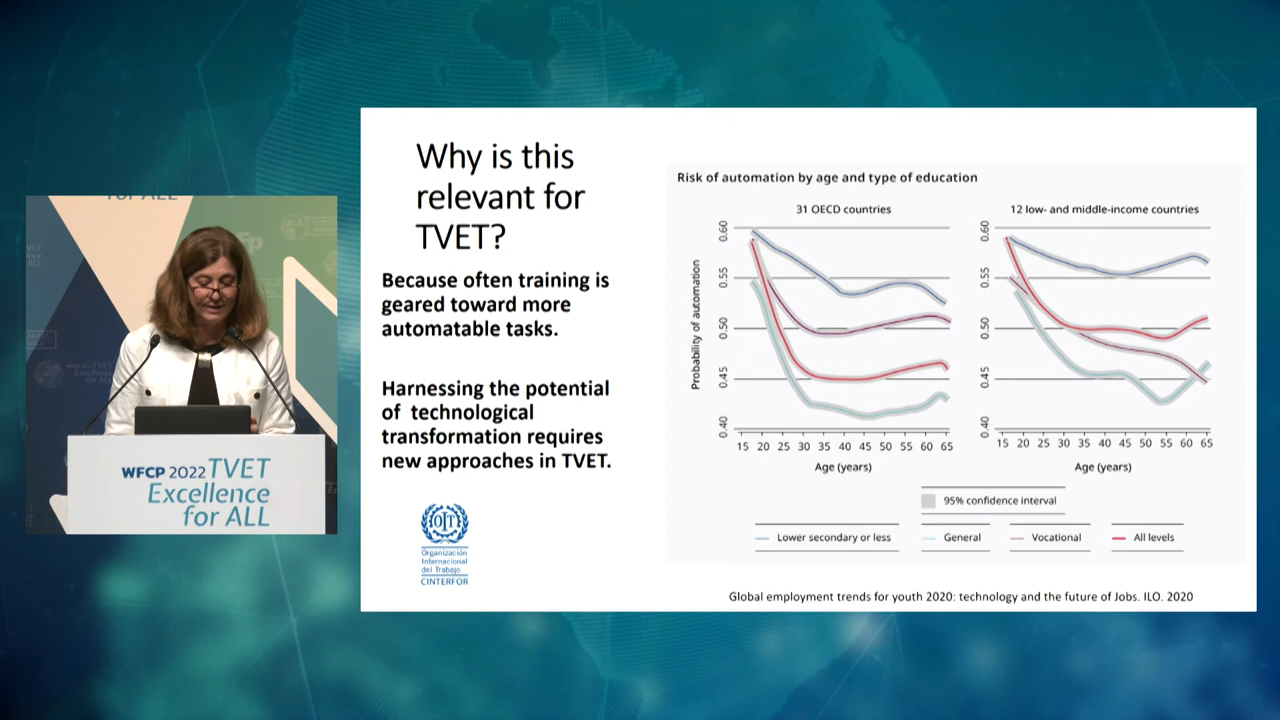 FOR ALL
WFCP 2022 TVET
Excellence
for ALL
Why is this
relevant for
TVET?
Because often training is
geared toward more
automatable tasks.
Harnessing the potential
of technological
transformation requires
new approaches in TVET.
OIT
Organización
Internacional
del Trabajo
CINTERFOR
Risk of automation by age and type of education
31 OECD countries
Probability of automation
0.60
0.55
0.50
0.45
0.40
15 20 25 30 35 40 45 50 55 60 65
Age (years)
12 low- and middle-income countries
0.60
0.55
0.50
0.45
0.40
15 20 25 30 35 40 45 50 55 60 65
Age (years)
95% confidence interval
Lower secondary or less General Vocational All levels
Global employment trends for youth 2020: technology and the future of Jobs. ILO. 2020